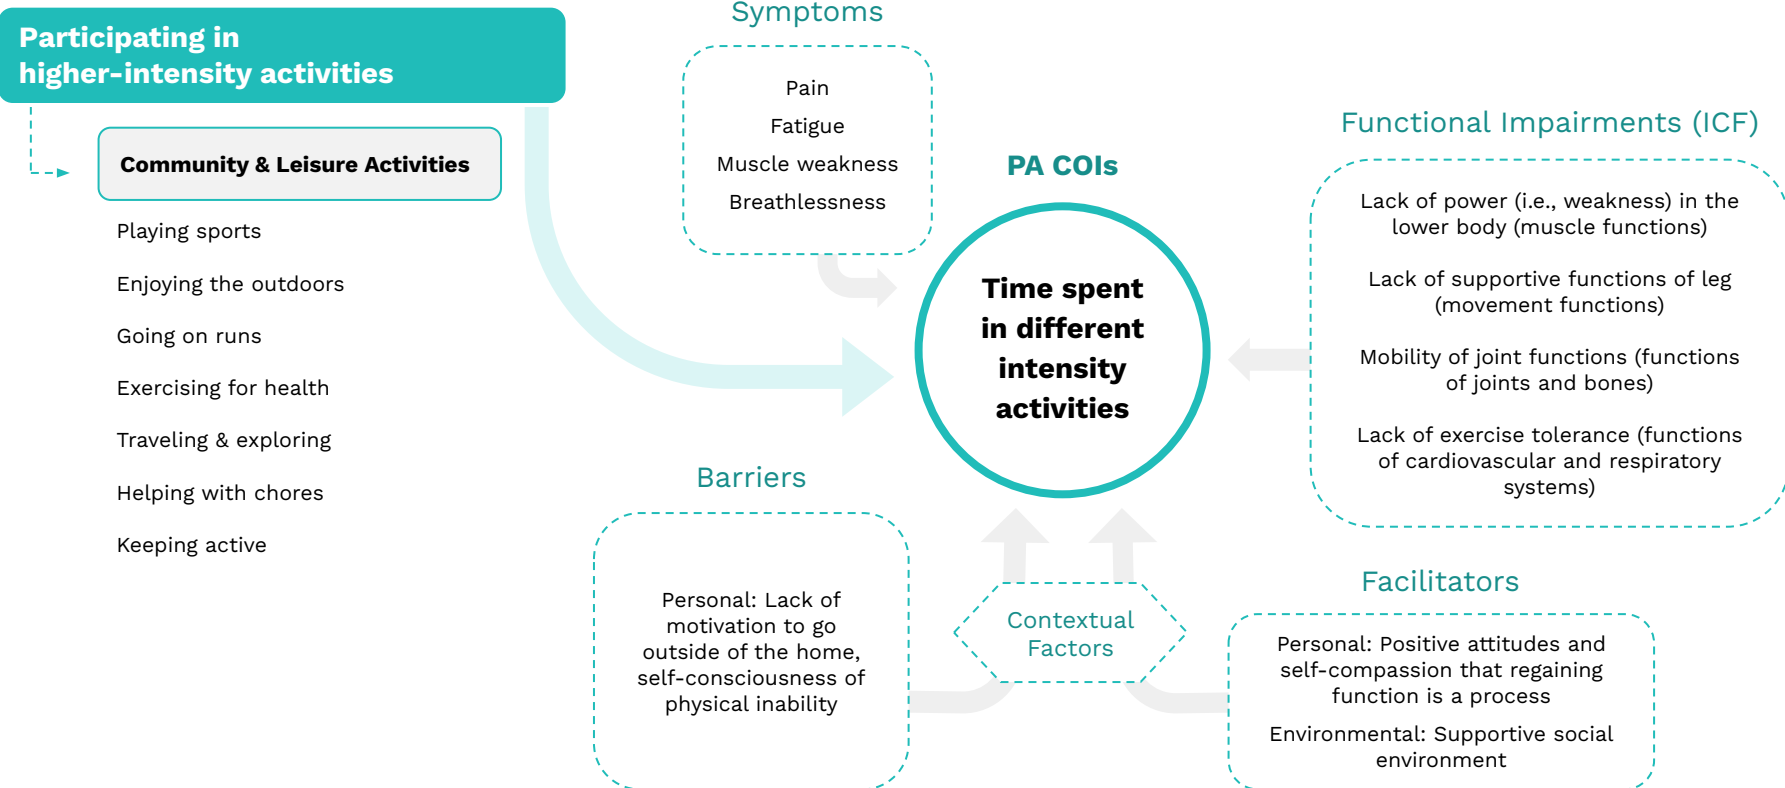 Participating in
higher-intensity activities
Community & Leisure Activities
Playing sports
Enjoying the outdoors
Going on runs
Exercising for health
Traveling & exploring
Helping with chores
Keeping active
Symptoms
Pain
Fatigue
Muscle weakness
Breathlessness
PA COIs
Time spent
in different
intensity
activities
Functional Impairments (ICF)
Lack of power (i.e., weakness) in the
lower body (muscle functions)
Lack of supportive functions of leg
(movement functions)
Mobility of joint functions (functions
of joints and bones)
Lack of exercise tolerance (functions
of cardiovascular and respiratory
systems)
Barriers
Personal: Lack of
motivation to go
outside of the home,
self-consciousness of
physical inability
Contextual
Factors
Facilitators
Personal: Positive attitudes and
self-compassion that regaining
function is a process
Environmental: Supportive social
environment